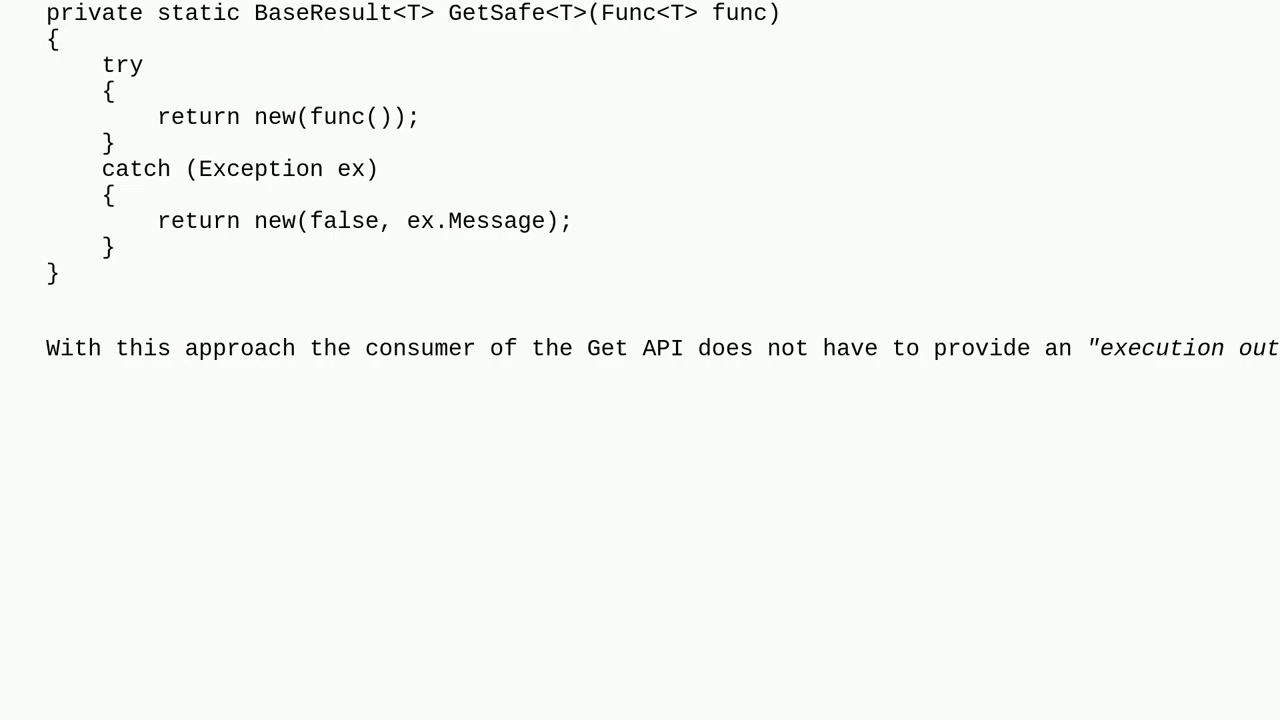 private static BaseResult<T> GetSafe<T>(Func<T> func)
{
    try
    {
        return new(func());
    }
    catch (Exception ex)
    {
        return new(false, ex.Message);
    }
}
With this approach the consumer of the Get API does not have to provide an "execution out